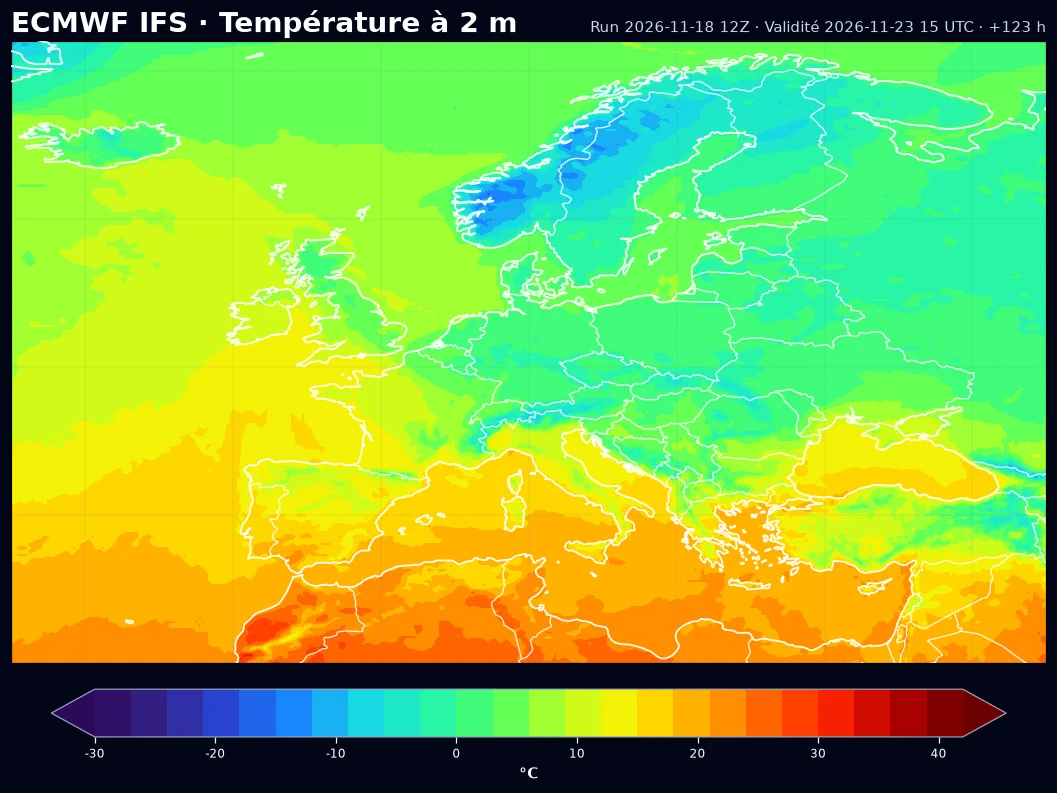 ECMWF IFS · Température à 2 m
Run 2026-11-18 12Z · Validité 2026-11-23 15 UTC · +123 h
-30 -20 -10 0 10 20 30 40
°C